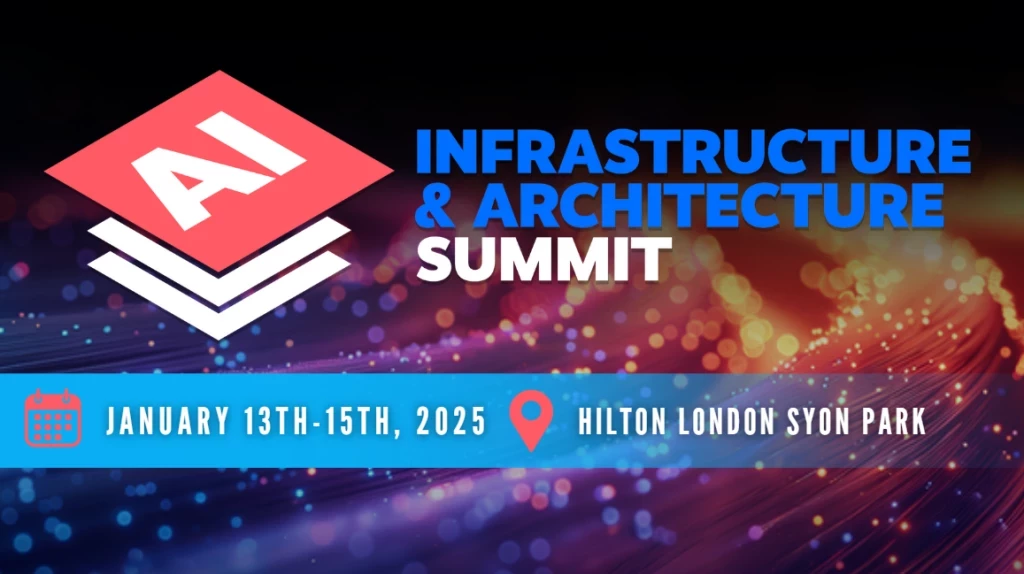 AI
INFRASTRUCTURE
& ARCHITECTURE
SUMMIT
JANUARY 13TH-15TH, 2025
HILTON LONDON SYON PARK